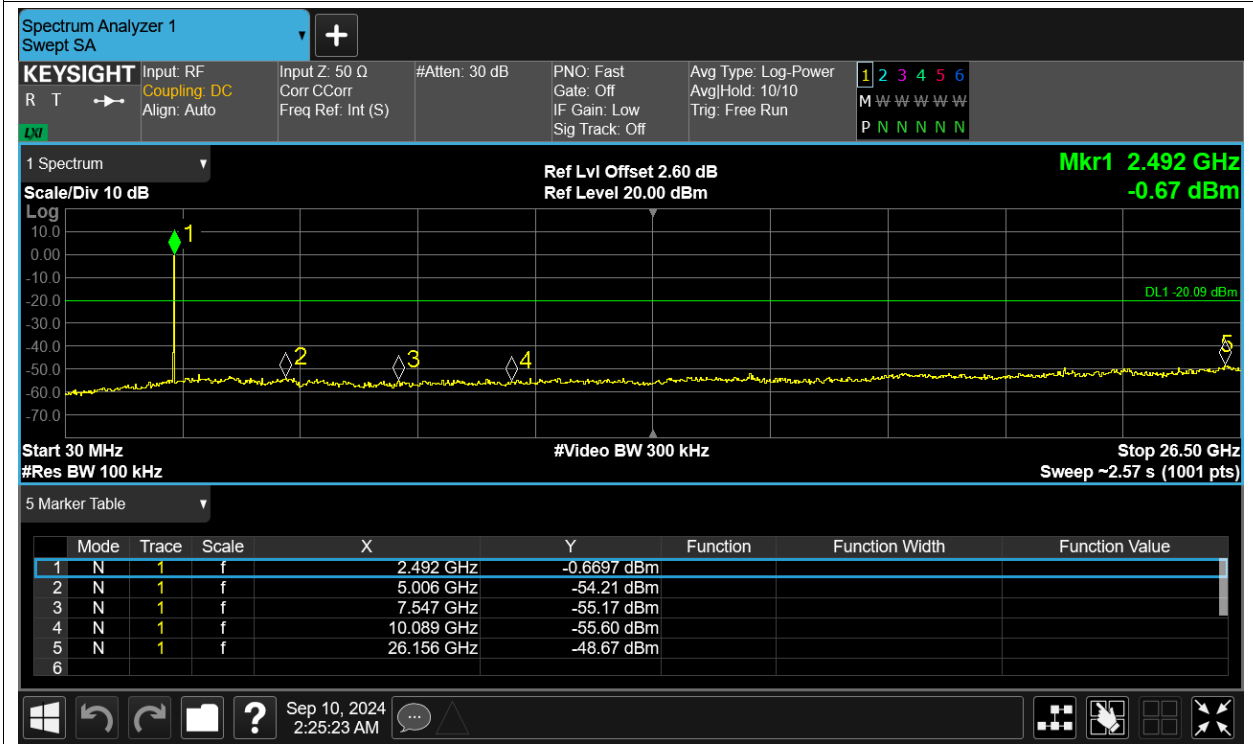 Spectrum Analyzer 1
Swept SA
KEYSIGHT
R T
LXI
Input: RF
Coupling: DC
Align: Auto
Input Z: 50 Ω
Corr CCorr
Freq Ref: Int (S)
#Atten: 30 dB
PNO: Fast
Gate: Off
IF Gain: Low
Sig Track: Off
Avg Type: Log-Power
Avg|Hold: 10/10
Trig: Free Run
1 2 3 4 5 6
M W W W W W
P N N N N N
1 Spectrum
Scale/Div 10 dB
Ref Lvl Offset 2.60 dB
Ref Level 20.00 dBm
Mkr1 2.492 GHz
-0.67 dBm
Log
10.0
0.00
-10.0
-20.0
-30.0
-40.0
-50.0
-60.0
-70.0
1
2
3
4
5
DL1 -20.09 dBm
Start 30 MHz
#Res BW 100 kHz
#Video BW 300 kHz
Stop 26.50 GHz
Sweep ~2.57 s (1001 pts)
5 Marker Table
Mode Trace Scale X Y Function Function Width Function Value
1 N 1 f 2.492 GHz -0.6697 dBm
2 N 1 f 5.006 GHz -54.21 dBm
3 N 1 f 7.547 GHz -55.17 dBm
4 N 1 f 10.089 GHz -55.60 dBm
5 N 1 f 26.156 GHz -48.67 dBm
6
?
Sep 10, 2024
2:25:23 AM